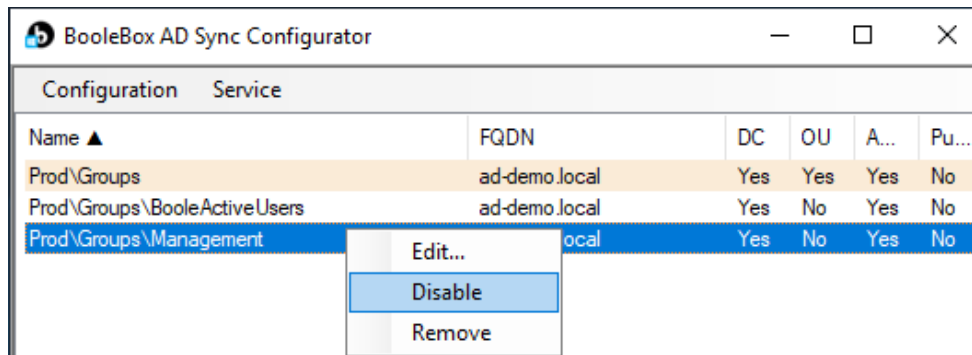 BooleBox AD Sync Configurator
Configuration Service
Name ▲ FQDN DC OU A... Pu...
Prod\Groups ad-demo.local Yes Yes Yes No
Prod\Groups\BooleActiveUsers ad-demo.local Yes No Yes No
Prod\Groups\Management ocal Yes No Yes No
Edit...
Disable
Remove